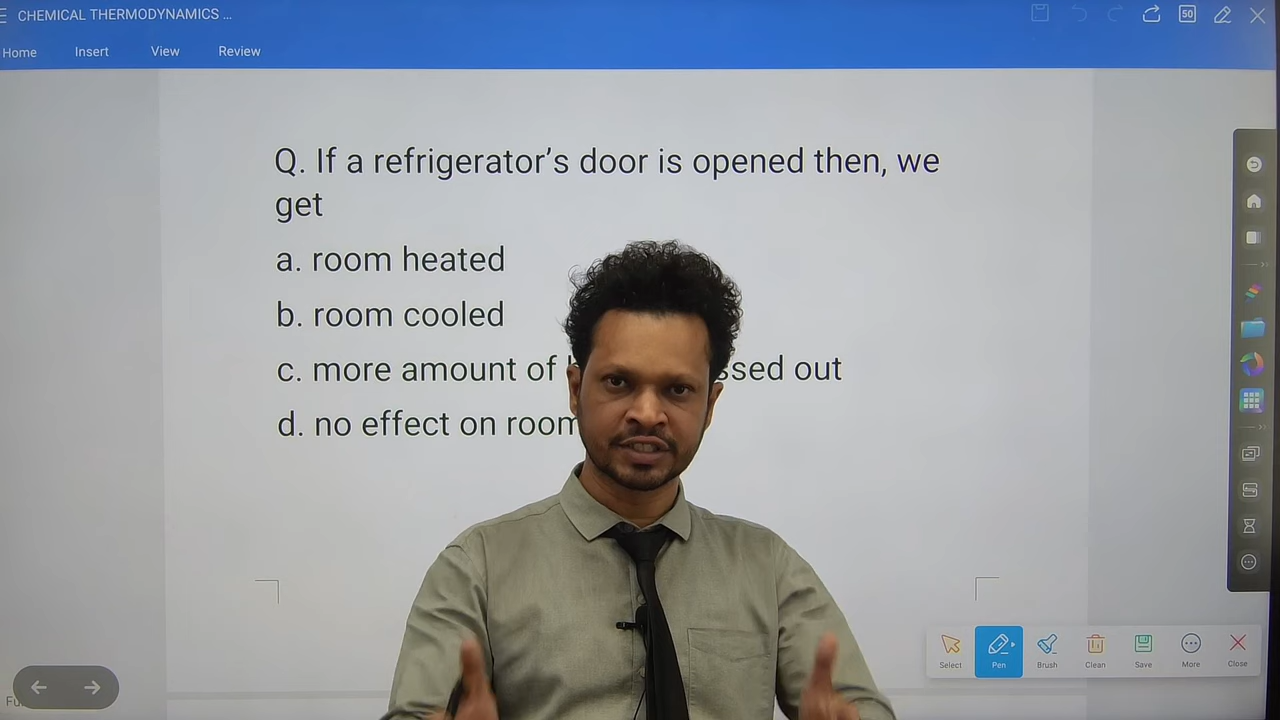 CHEMICAL THERMODYNAMICS ...
50
Home Insert View Review
Q. If a refrigerator's door is opened then, we
get
a. room heated
b. room cooled
c. more amount of out
d. no effect on room
Select Pen Brush Clean Save More Close